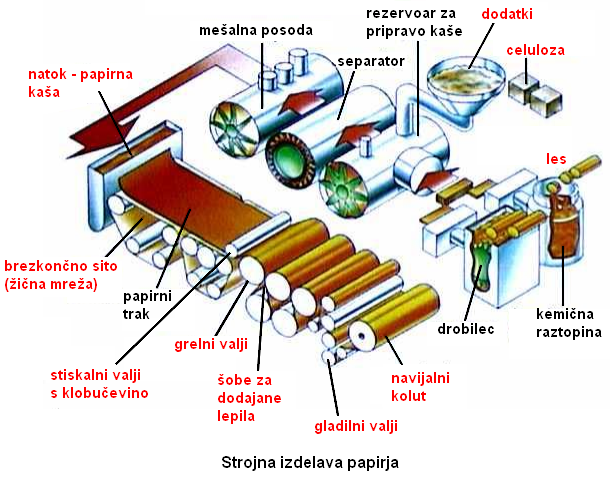 rezervoar za
pripravo kaše
dodatki
mešalna posoda
separator
celuloza
natok - papirna
kaša
les
brezkončno sito
(žična mreža)
papirni
trak
drobilec
kemična
raztopina
grelni valji
stiskalni valji
s klobučevino
šobe za
dodajane
lepila
navijalni
kolut
gladilni valji
Strojna izdelava papirja